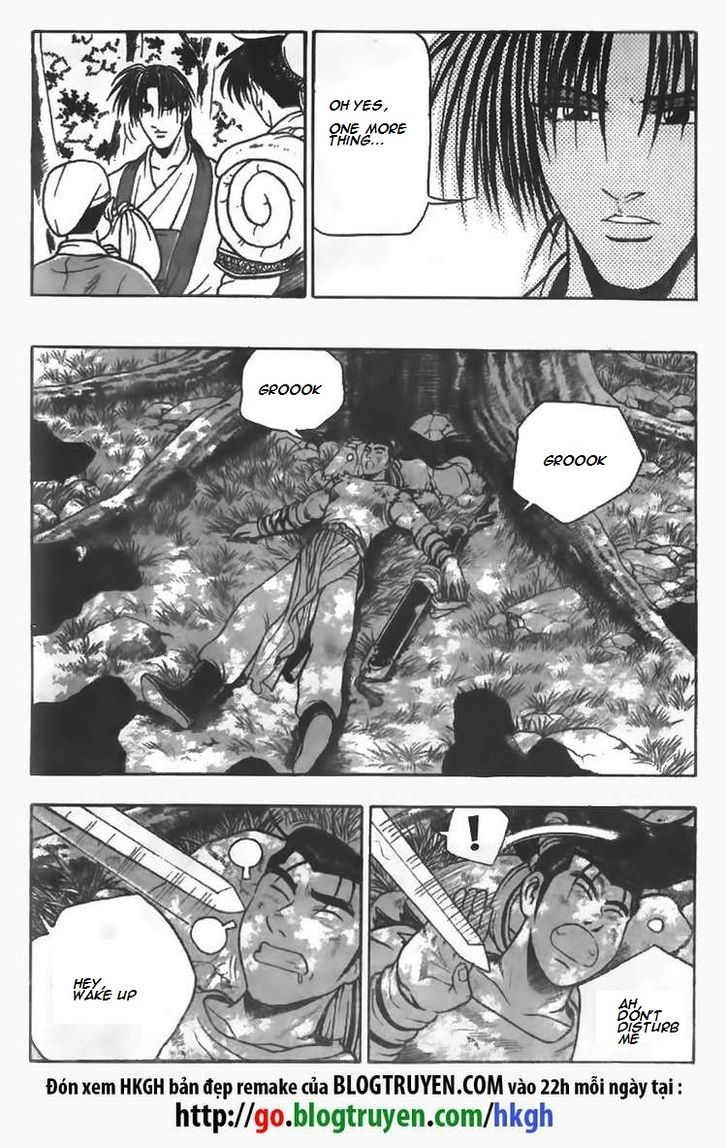 OH YES,
ONE MORE
THING...
GROOOK
GROOOK
HEY,
WAKE UP
!
AH,
DON'T
DISTURB
ME
Đón xem HKGH bản đẹp remake của BLOGTRUYEN.COM vào 22h mỗi ngày tại :
http://go.blogtruyen.com/hkgh